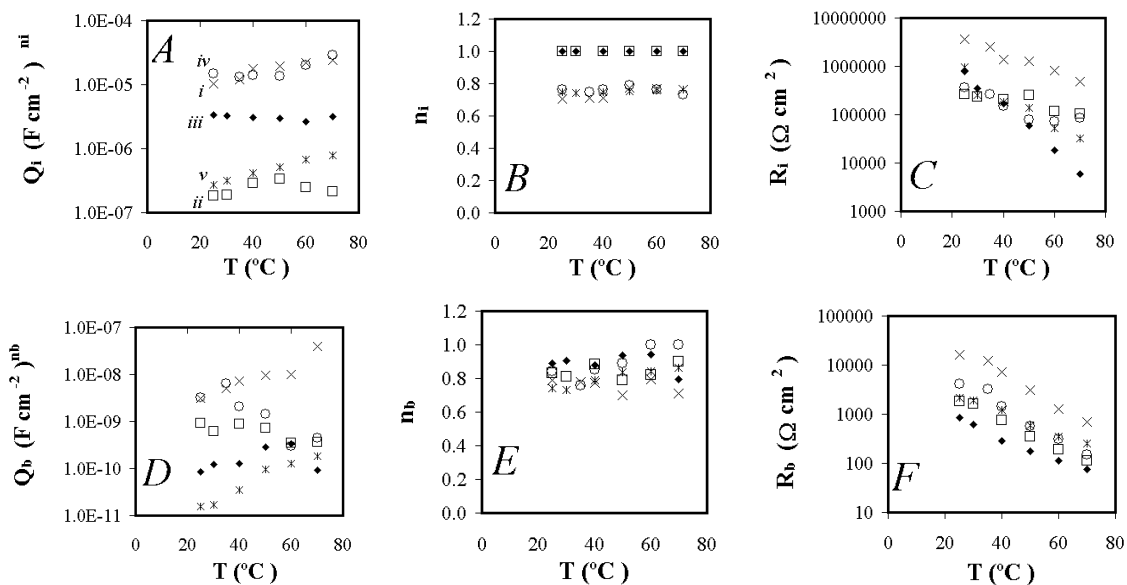 Q_i (F cm^-2)^ni
1.0E-04
1.0E-05
1.0E-06
1.0E-07
A
iv
i
iii
v
ii
0 20 40 60 80
T (ºC)
n_i
1.2
1.0
0.8
0.6
0.4
0.2
0.0
B
0 20 40 60 80
T (ºC)
R_i (Ω cm^2)
10000000
1000000
100000
10000
1000
C
0 20 40 60 80
T (ºC)
Q_b (F cm^-2)^nb
1.0E-07
1.0E-08
1.0E-09
1.0E-10
1.0E-11
D
0 20 40 60 80
T (ºC)
n_b
1.2
1.0
0.8
0.6
0.4
0.2
0.0
E
0 20 40 60 80
T (ºC)
R_b (Ω cm^2)
100000
10000
1000
100
10
F
0 20 40 60 80
T (ºC)